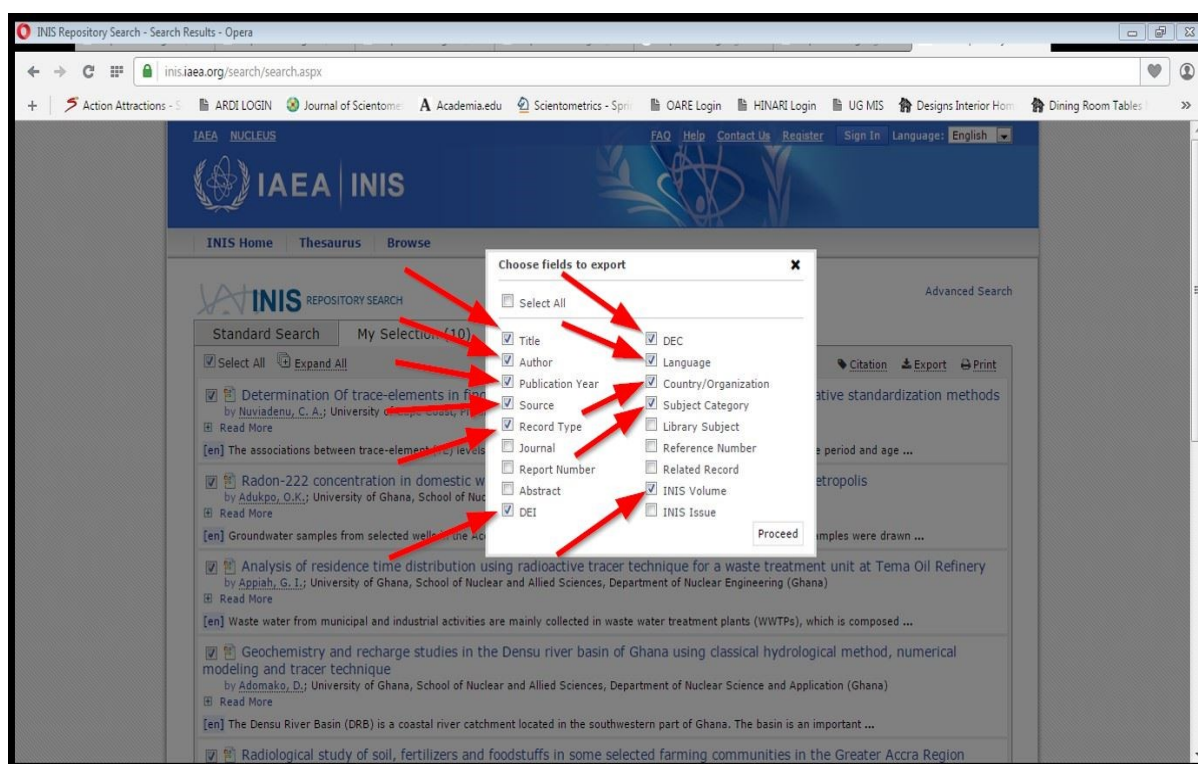 INIS Repository Search - Search Results - Opera
inis.iaea.org/search/search.aspx
Action Attractions - S ARDI LOGIN Journal of Scientome Academia.edu Scientometrics - Spri OARE Login HINARI Login UG MIS Designs Interior Hom Dining Room Tables »
IAEA NUCLEUS FAQ Help Contact Us Register Sign In Language: English
IAEA INIS
INIS Home Thesaurus Browse
INIS REPOSITORY SEARCH Advanced Search
Standard Search My Selection (10)
Select All Expand All Citation Export Print
Choose fields to export
Select All
Title DEC
Author Language
Publication Year Country/Organization
Source Subject Category
Record Type Library Subject
Journal Reference Number
Report Number Related Record
Abstract INIS Volume
DEI INIS Issue
Proceed
Determination Of trace-elements in ative standardization methods
by Nuviadenu, C. A.; University
Read More
[en] The associations between trace-element levels e period and age ...
Radon-222 concentration in domestic w etropolis
by Adukpo, O.K.; University of Ghana, School of Nuc
Read More
[en] Groundwater samples from selected wells in the Acc mples were drawn ...
Analysis of residence time distribution using radioactive tracer technique for a waste treatment unit at Tema Oil Refinery
by Appiah, G. I.; University of Ghana, School of Nuclear and Allied Sciences, Department of Nuclear Engineering (Ghana)
Read More
[en] Waste water from municipal and industrial activities are mainly collected in waste water treatment plants (WWTPs), which is composed ...
Geochemistry and recharge studies in the Densu river basin of Ghana using classical hydrological method, numerical
modeling and tracer technique
by Adomako, D.; University of Ghana, School of Nuclear and Allied Sciences, Department of Nuclear Science and Application (Ghana)
Read More
[en] The Densu River Basin (DRB) is a coastal river catchment located in the southwestern part of Ghana. The basin is an important ...
Radiological study of soil, fertilizers and foodstuffs in some selected farming communities in the Greater Accra Region